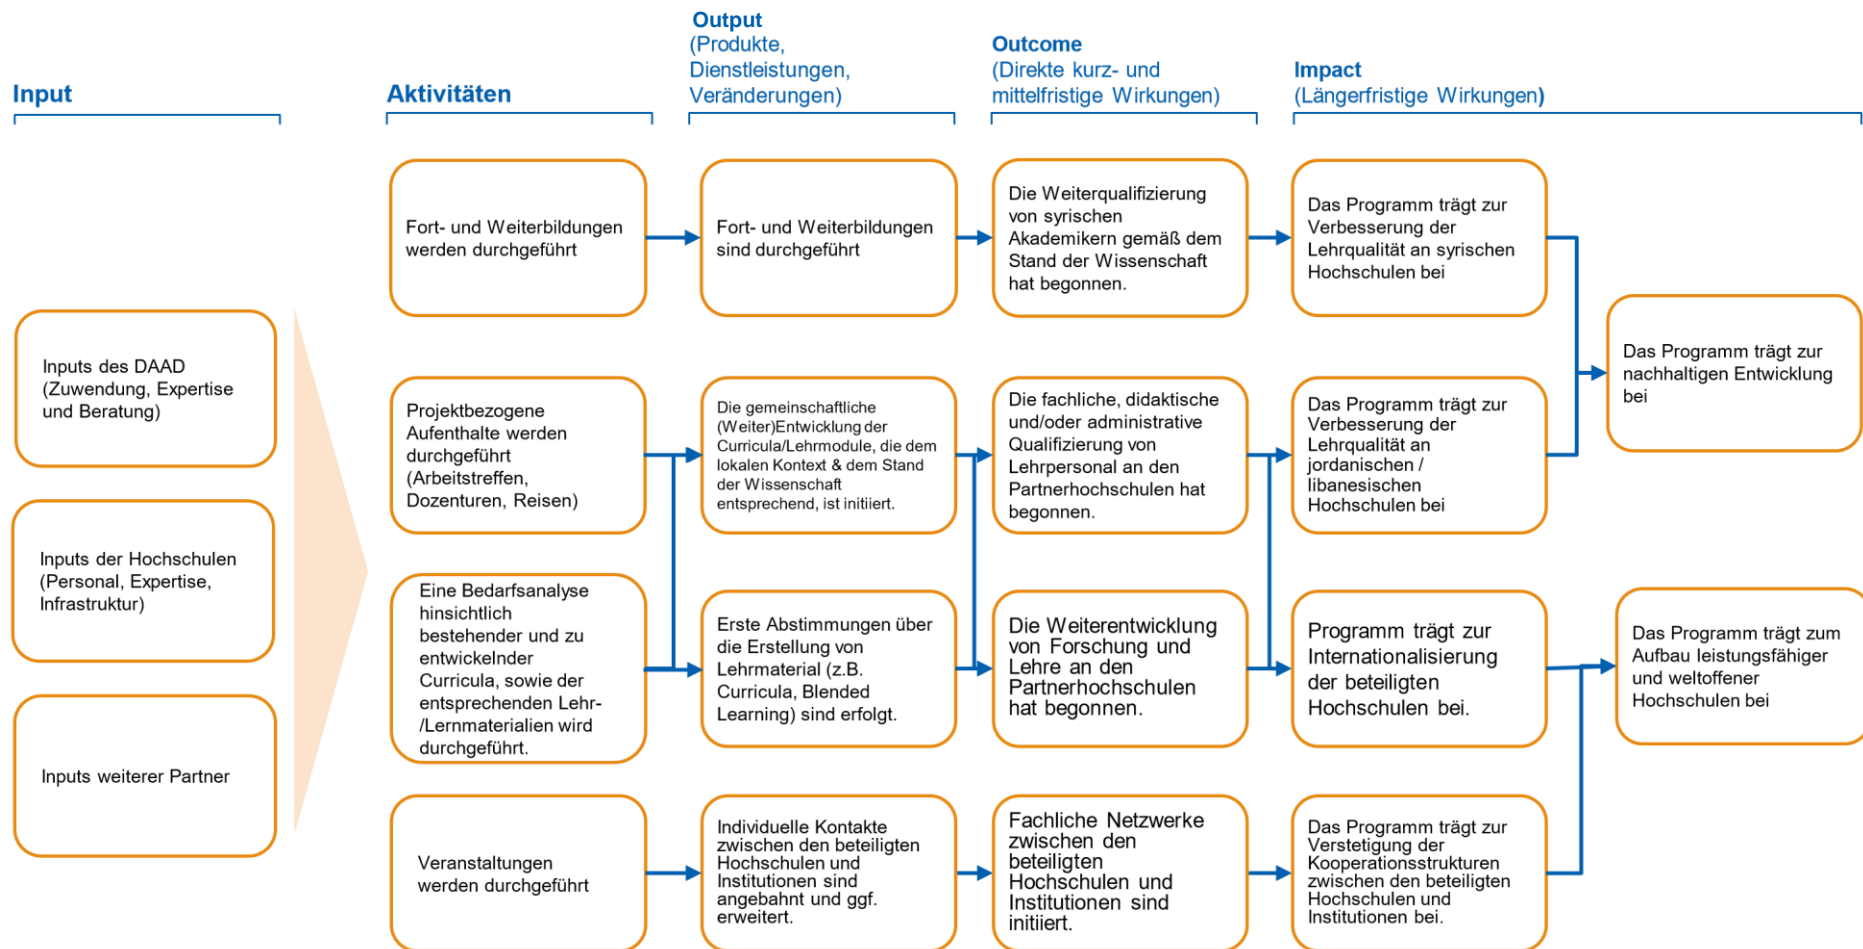 Input
Aktivitäten
Output
(Produkte,
Dienstleistungen,
Veränderungen)
Outcome
(Direkte kurz- und
mittelfristige Wirkungen)
Impact
(Längerfristige Wirkungen)
Inputs des DAAD
(Zuwendung, Expertise
und Beratung)
Inputs der Hochschulen
(Personal, Expertise,
Infrastruktur)
Inputs weiterer Partner
Fort- und Weiterbildungen
werden durchgeführt
Projektbezogene
Aufenthalte werden
durchgeführt
(Arbeitstreffen,
Dozenturen, Reisen)
Eine Bedarfsanalyse
hinsichtlich
bestehender und zu
entwickelnder
Curricula, sowie der
entsprechenden Lehr-
/Lernmaterialien wird
durchgeführt.
Veranstaltungen
werden durchgeführt
Fort- und Weiterbildungen
sind durchgeführt
Die gemeinschaftliche
(Weiter)Entwicklung der
Curricula/Lehrmodule, die dem
lokalen Kontext & dem Stand
der Wissenschaft
entsprechend, ist initiiert.
Erste Abstimmungen über
die Erstellung von
Lehrmaterial (z.B.
Curricula, Blended
Learning) sind erfolgt.
Individuelle Kontakte
zwischen den beteiligten
Hochschulen und
Institutionen sind
angebahnt und ggf.
erweitert.
Die Weiterqualifizierung
von syrischen
Akademikern gemäß dem
Stand der Wissenschaft
hat begonnen.
Die fachliche, didaktische
und/oder administrative
Qualifizierung von
Lehrpersonal an den
Partnerhochschulen hat
begonnen.
Die Weiterentwicklung
von Forschung und
Lehre an den
Partnerhochschulen
hat begonnen.
Fachliche Netzwerke
zwischen den
beteiligten
Hochschulen und
Institutionen sind
initiiert.
Das Programm trägt zur
Verbesserung der
Lehrqualität an syrischen
Hochschulen bei
Das Programm trägt zur
Verbesserung der
Lehrqualität an
jordanischen /
libanesischen
Hochschulen bei
Programm trägt zur
Internationalisierung
der beteiligten
Hochschulen bei.
Das Programm trägt zur
Verstetigung der
Kooperationsstrukturen
zwischen den beteiligten
Hochschulen und
Institutionen bei.
Das Programm trägt zur
nachhaltigen Entwicklung
bei
Das Programm trägt zum
Aufbau leistungsfähiger
und weltoffener
Hochschulen bei